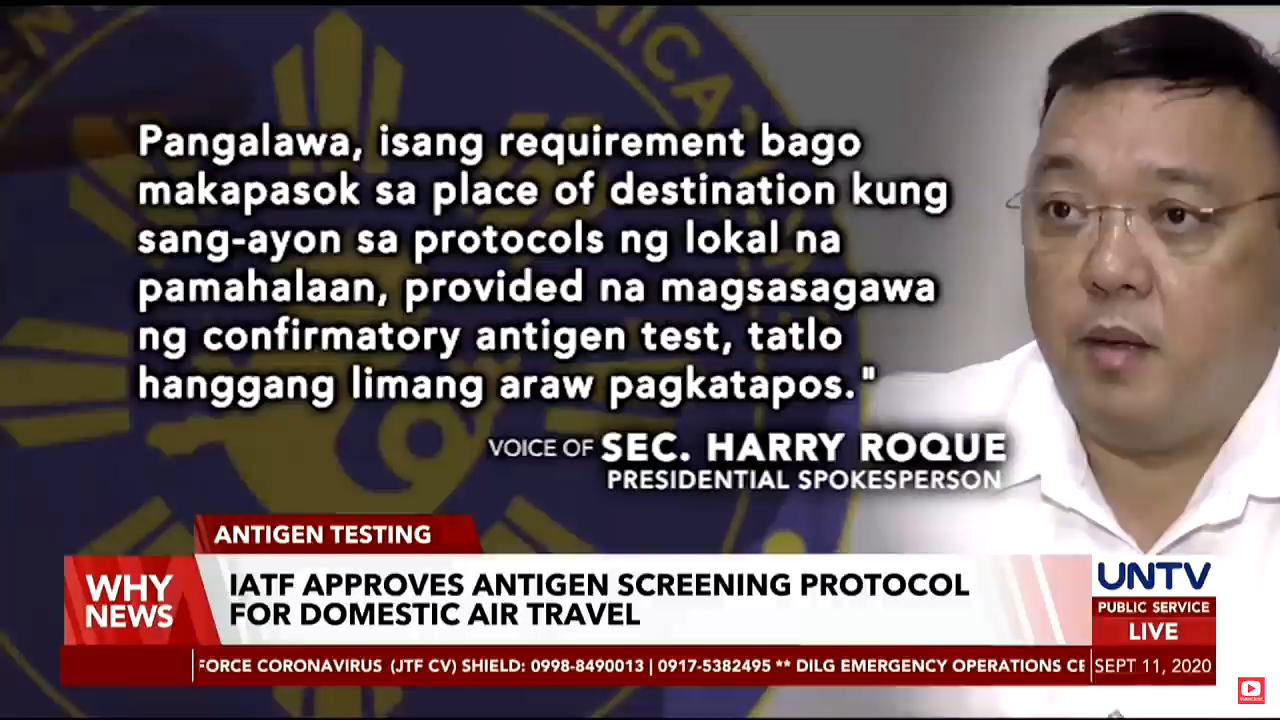 Pangalawa, isang requirement bago
makapasok sa place of destination kung
sang-ayon sa protocols ng lokal na
pamahalaan, provided na magsasagawa
ng confirmatory antigen test, tatlo
hanggang limang araw pagkatapos."
VOICE OF SEC. HARRY ROQUE
PRESIDENTIAL SPOKESPERSON
ANTIGEN TESTING
WHY
NEWS
IATF APPROVES ANTIGEN SCREENING PROTOCOL
FOR DOMESTIC AIR TRAVEL
UNTV
PUBLIC SERVICE
LIVE
FORCE CORONAVIRUS (JTF CV) SHIELD: 0998-8490013 | 0917-5382495 ** DILG EMERGENCY OPERATIONS CE
SEPT 11, 2020